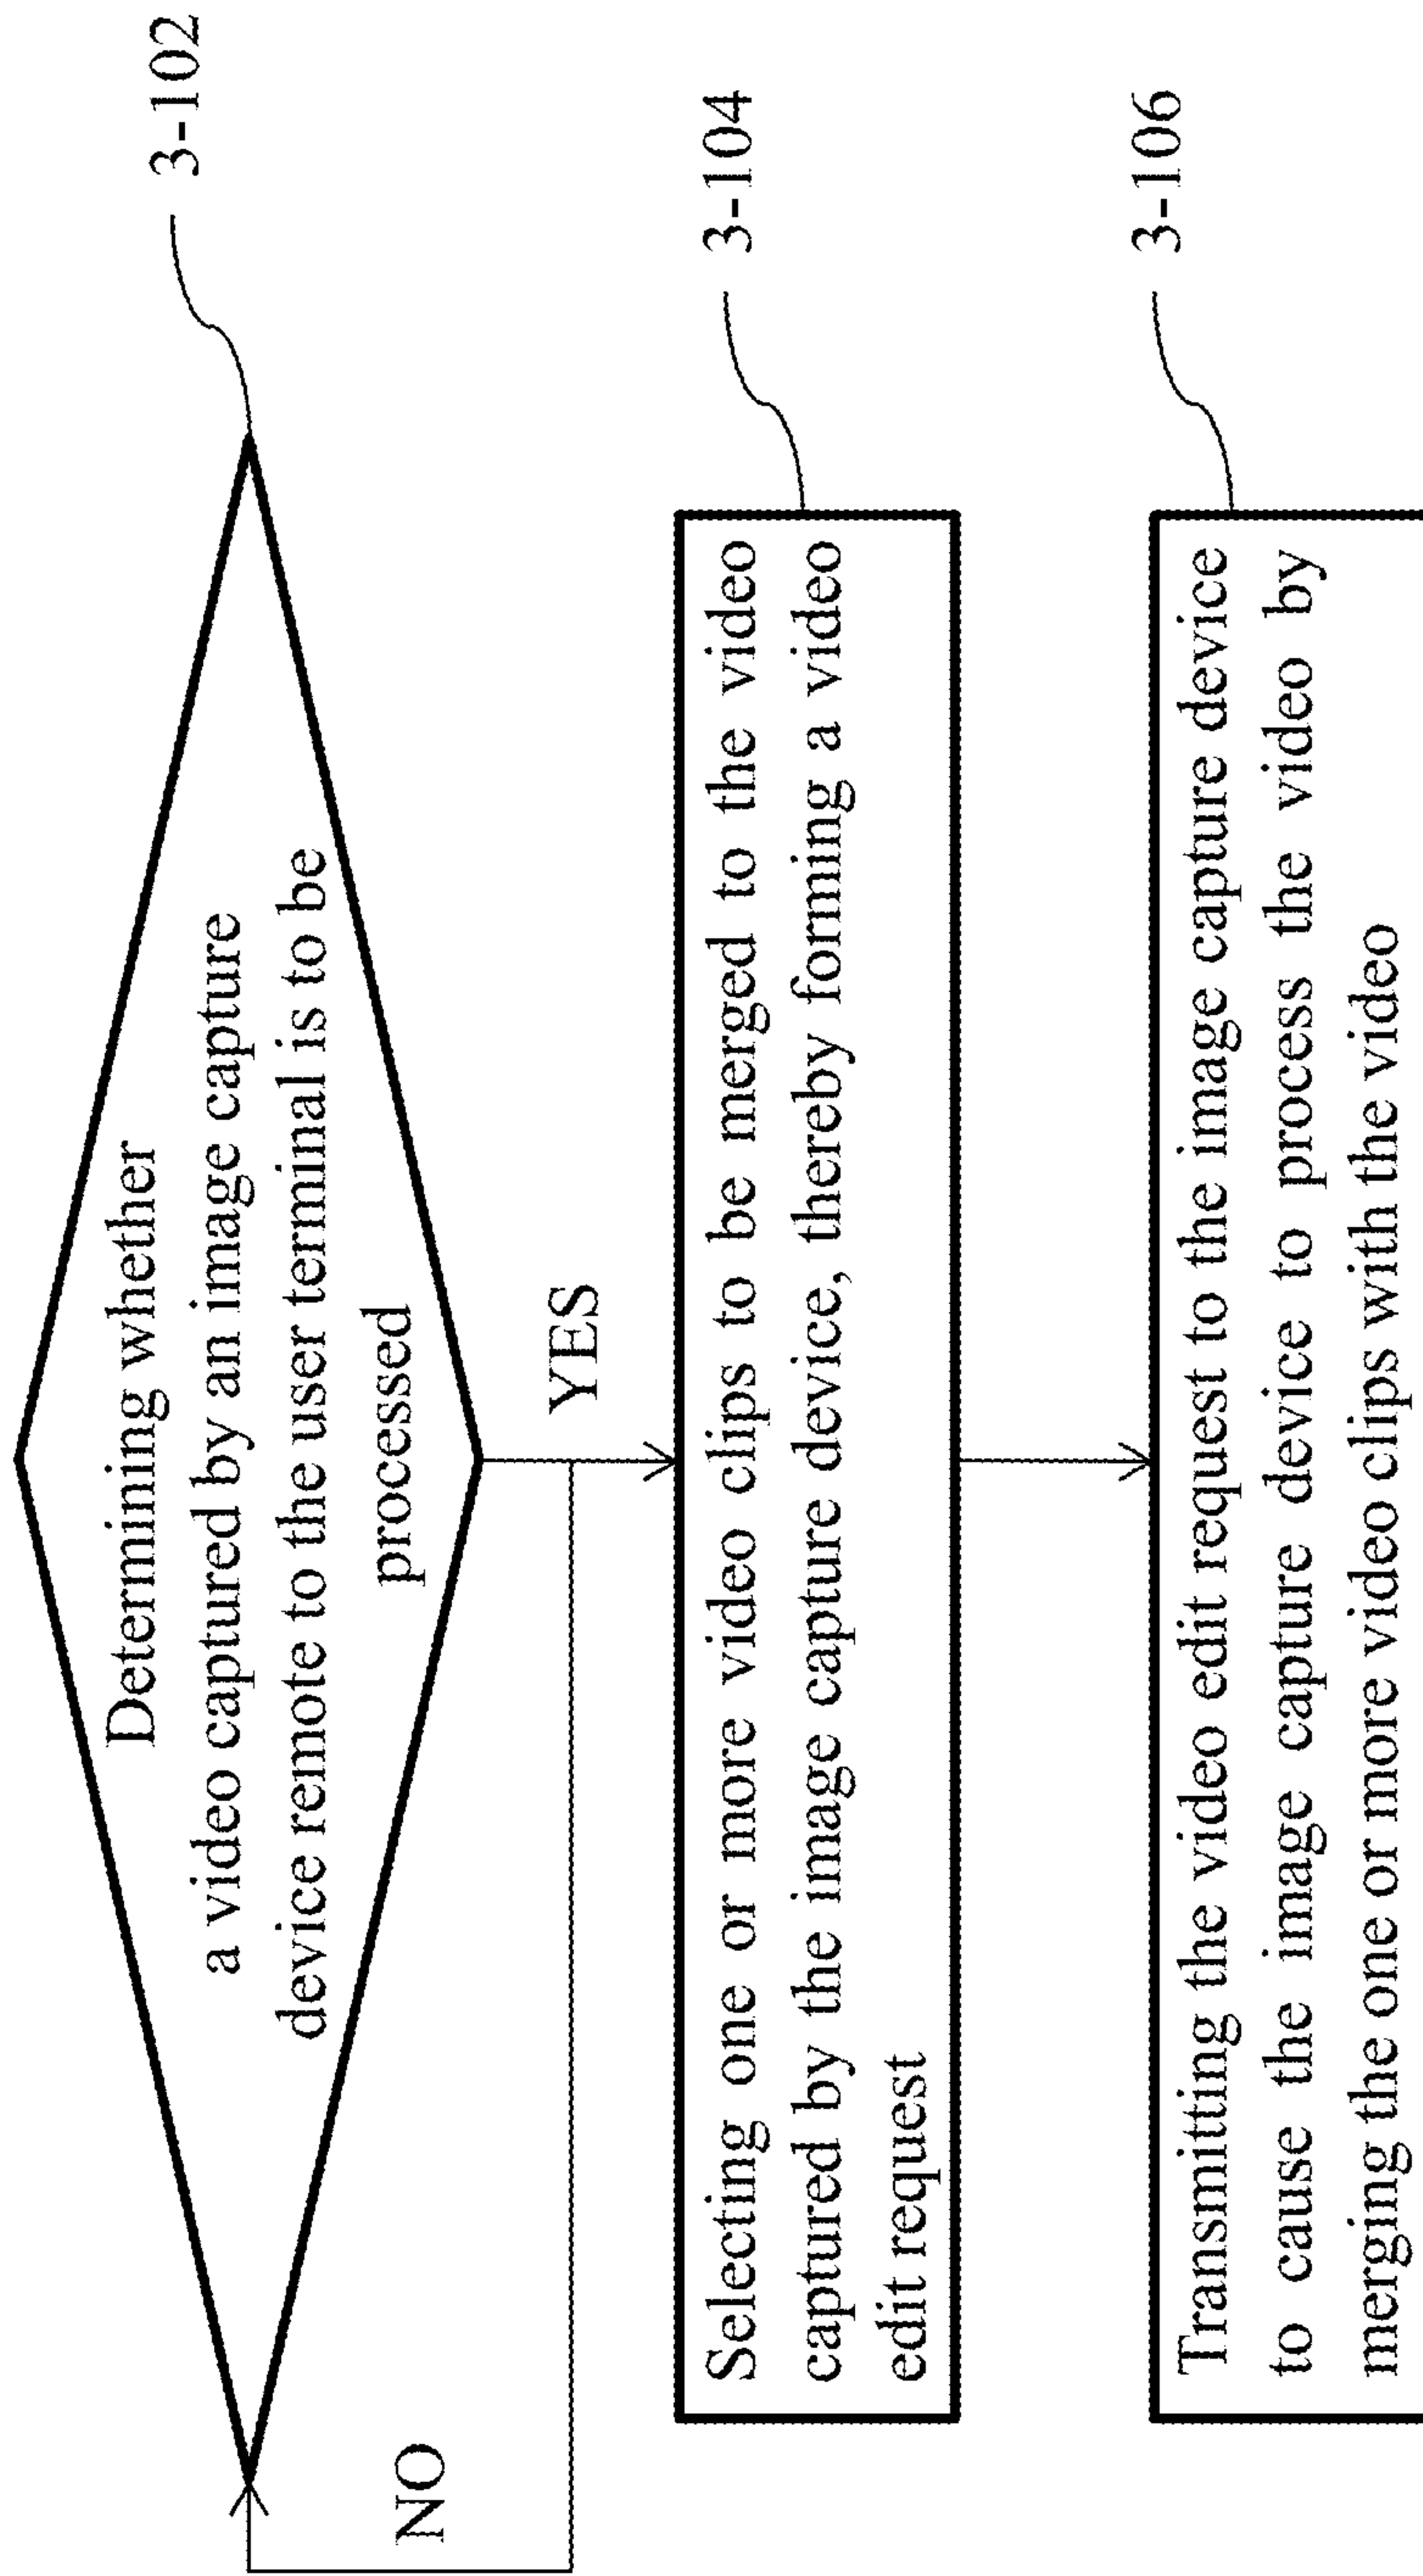 Determining whether
a video captured by an image capture
device remote to the user terminal is to be
processed
3-102
NO
YES
Selecting one or more video clips to be merged to the video
captured by the image capture device, thereby forming a video
edit request
3-104
Transmitting the video edit request to the image capture device
to cause the image capture device to process the video by
merging the one or more video clips with the video
3-106